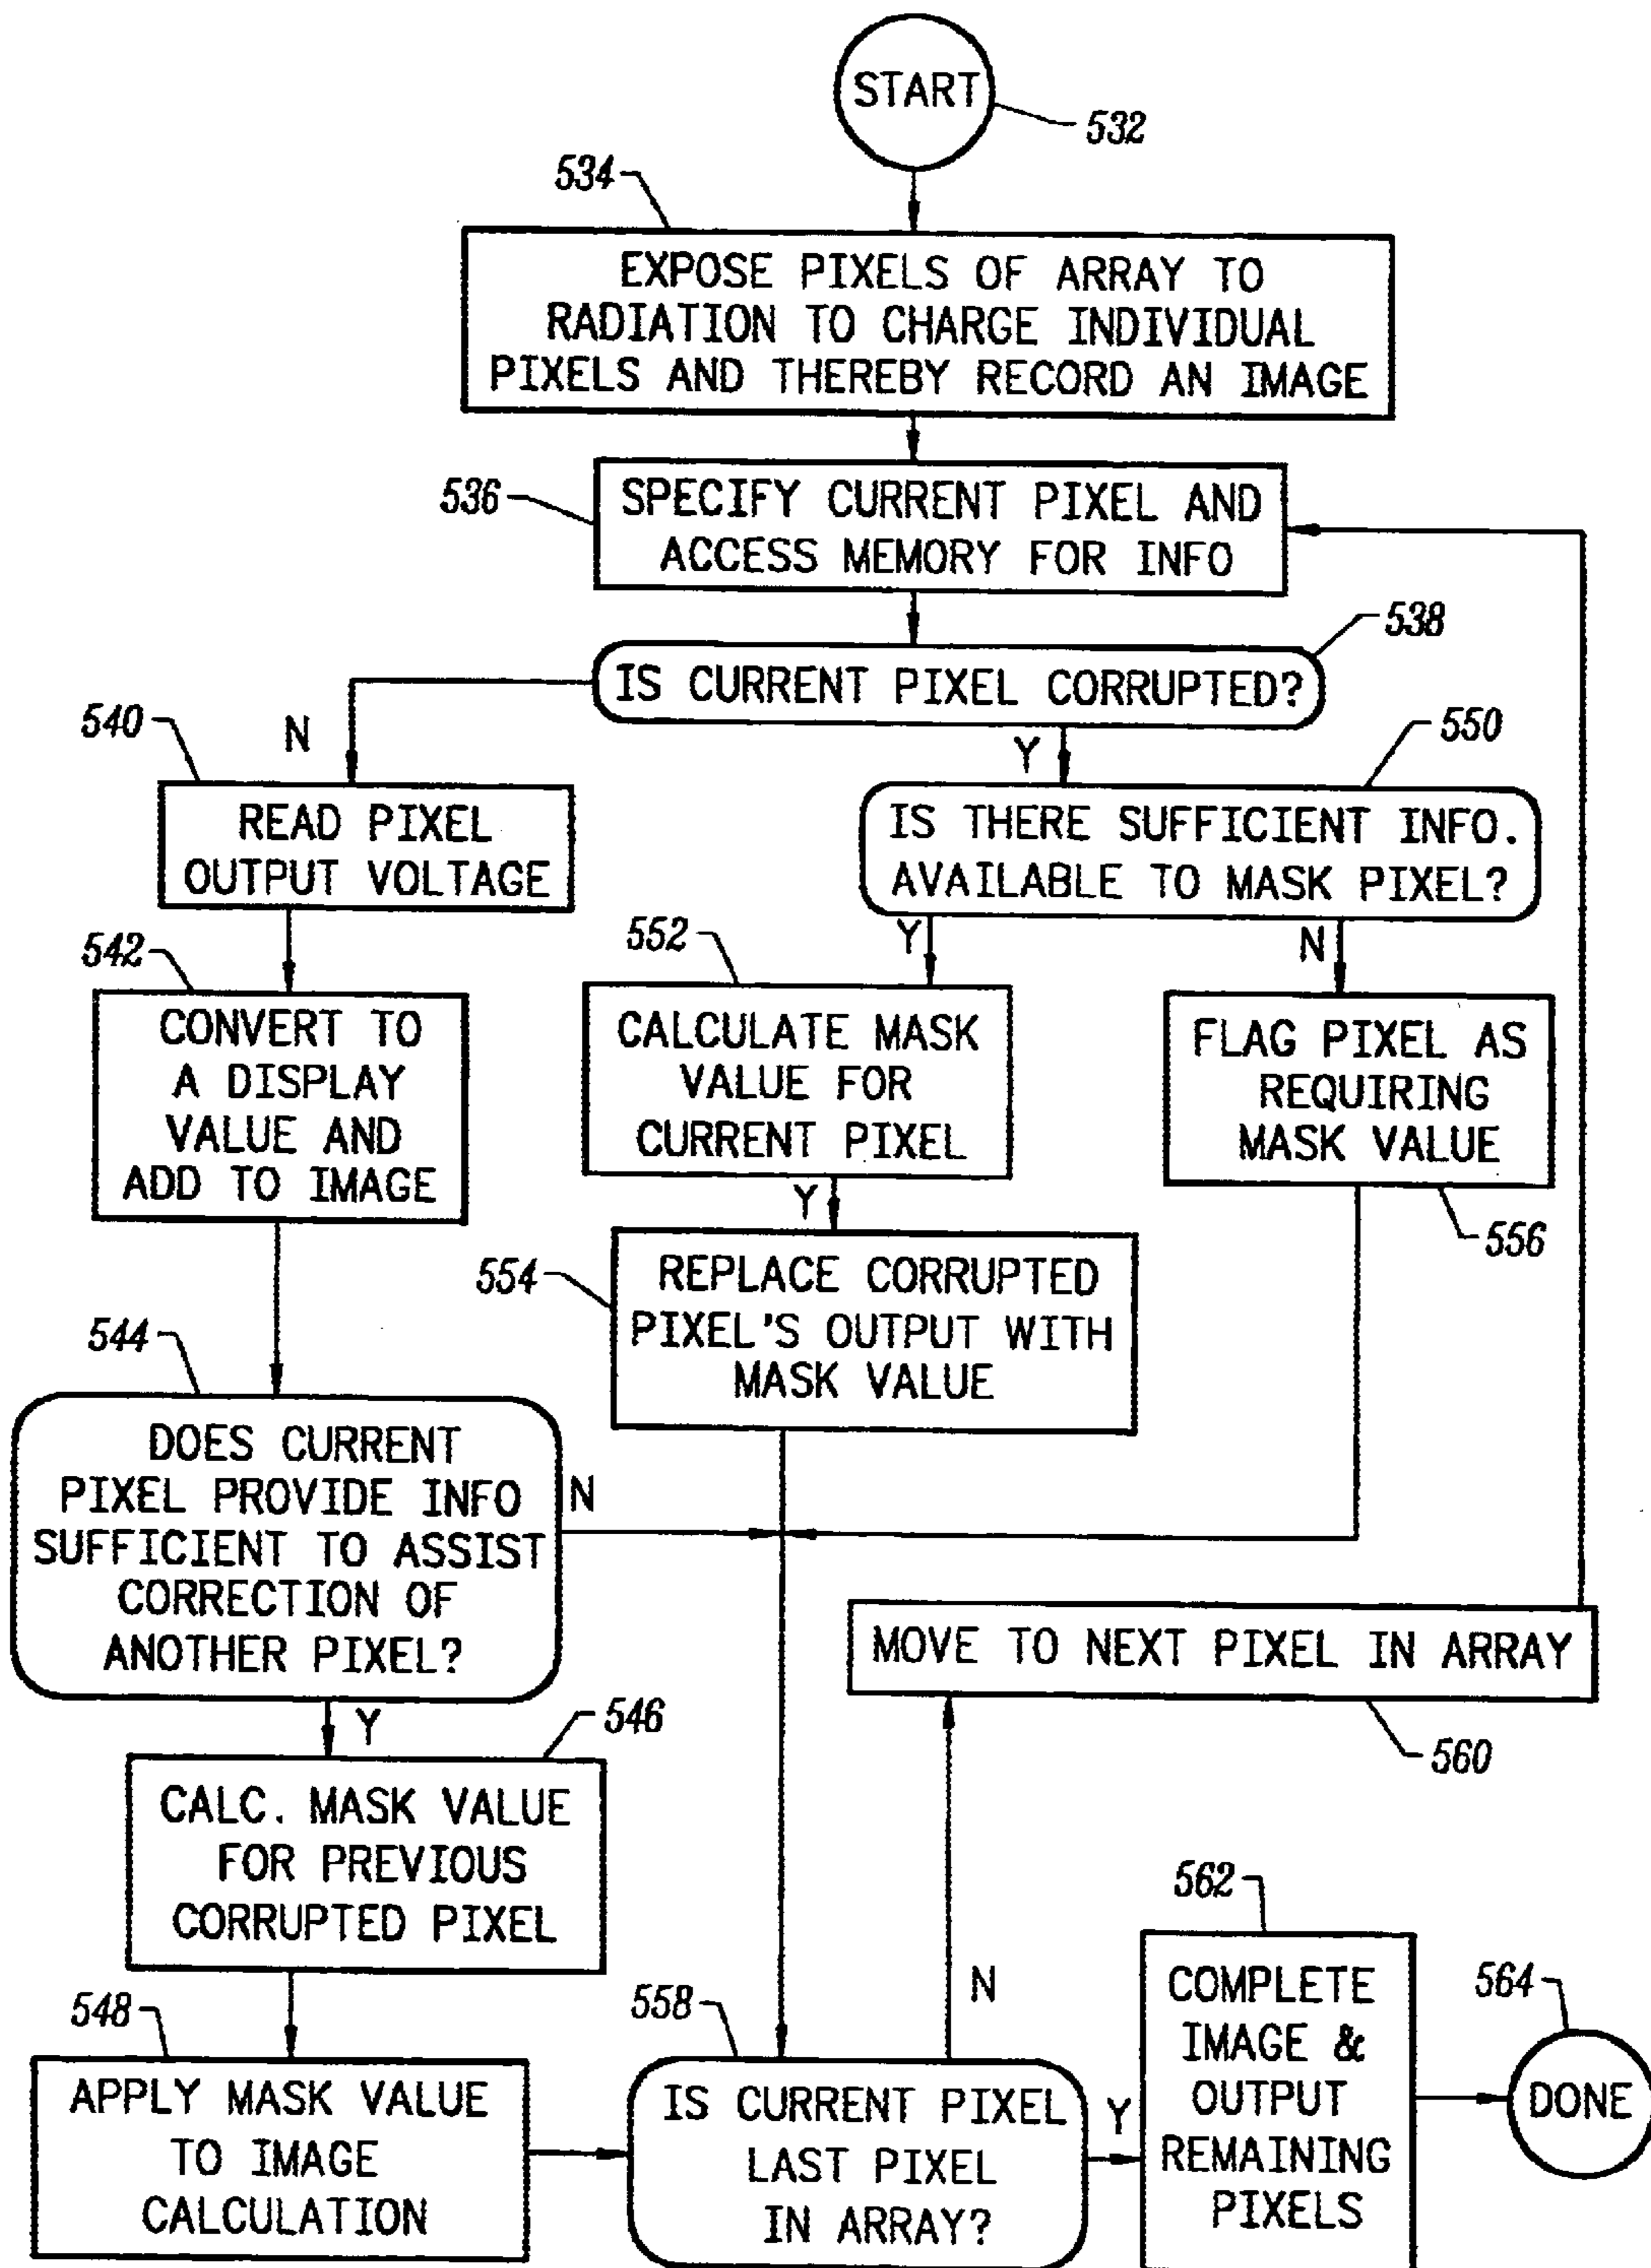 START
532
534
EXPOSE PIXELS OF ARRAY TO
RADIATION TO CHARGE INDIVIDUAL
PIXELS AND THEREBY RECORD AN IMAGE
536
SPECIFY CURRENT PIXEL AND
ACCESS MEMORY FOR INFO
538
IS CURRENT PIXEL CORRUPTED?
N
540
READ PIXEL
OUTPUT VOLTAGE
Y
550
IS THERE SUFFICIENT INFO.
AVAILABLE TO MASK PIXEL?
542
CONVERT TO
A DISPLAY
VALUE AND
ADD TO IMAGE
Y
552
CALCULATE MASK
VALUE FOR
CURRENT PIXEL
N
FLAG PIXEL AS
REQUIRING
MASK VALUE
556
Y
554
REPLACE CORRUPTED
PIXEL'S OUTPUT WITH
MASK VALUE
544
DOES CURRENT
PIXEL PROVIDE INFO
SUFFICIENT TO ASSIST
CORRECTION OF
ANOTHER PIXEL?
N
Y
546
CALC. MASK VALUE
FOR PREVIOUS
CORRUPTED PIXEL
MOVE TO NEXT PIXEL IN ARRAY
560
548
APPLY MASK VALUE
TO IMAGE
CALCULATION
558
N
IS CURRENT PIXEL
LAST PIXEL
IN ARRAY?
Y
562
COMPLETE
IMAGE &
OUTPUT
REMAINING
PIXELS
564
DONE